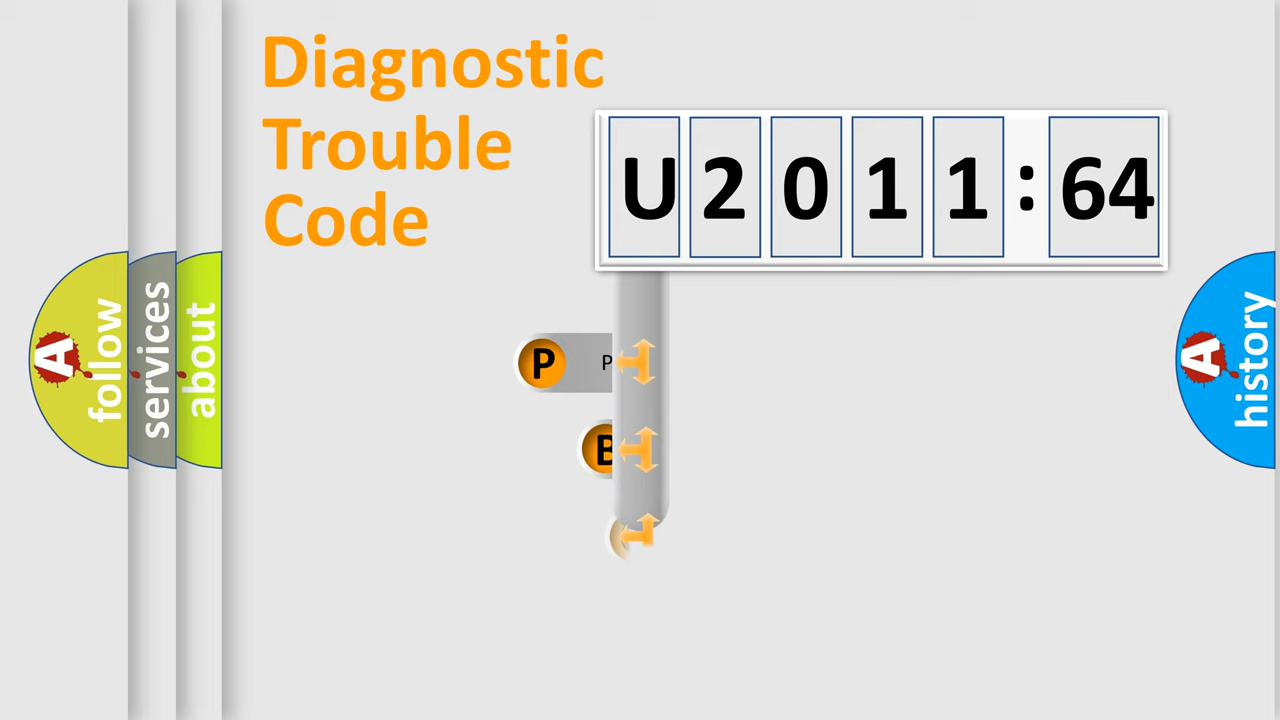 Diagnostic
Trouble
Code
U2011:64
P P
B
A follow
services
about
A history